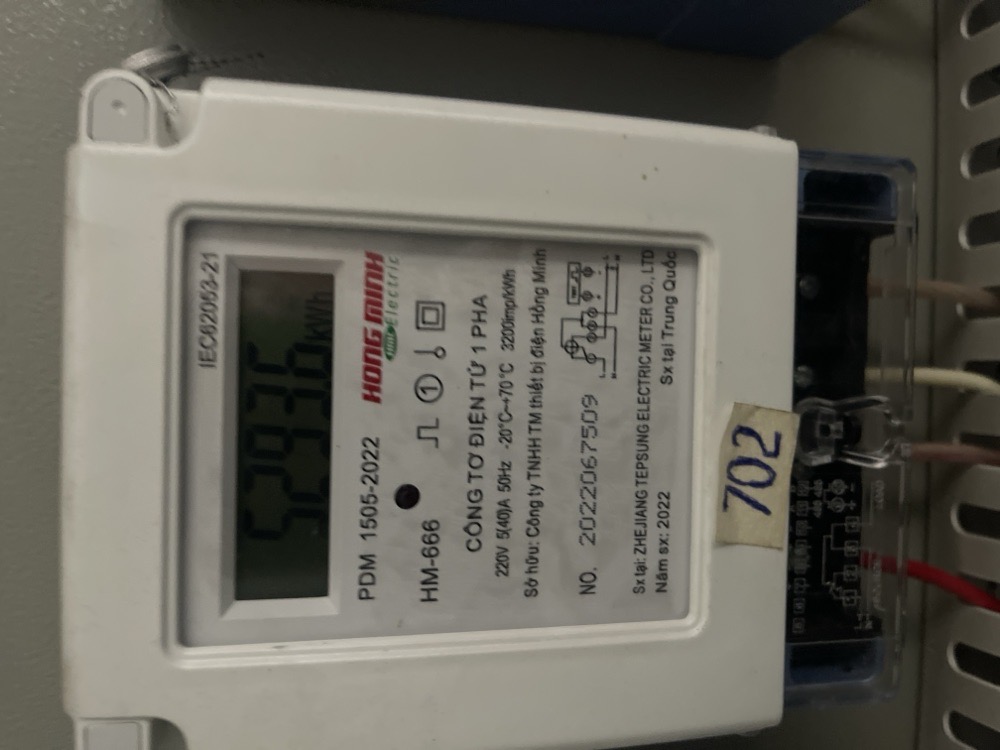 IEC62053-21
kWh
HONG MINH
HM Electric
PDM 1505-2022
HM-666
CÔNG TƠ ĐIỆN TỬ 1 PHA
220V 5(40)A 50Hz -20°C~+70°C 3200imp/kWh
Sở hữu: Công ty TNHH TM thiết bị điện Hồng Minh
NO. 2022067509
Sx tại: ZHEJIANG TEPSUNG ELECTRIC METER CO., LTD
Năm sx: 2022 Sx tại Trung Quốc
702